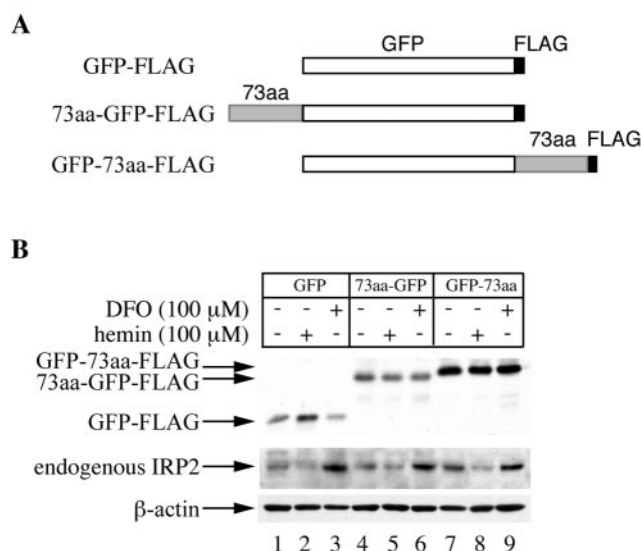 A
GFP FLAG
GFP-FLAG
73aa
73aa-GFP-FLAG
73aa FLAG
GFP-73aa-FLAG
B
GFP 73aa-GFP GFP-73aa
DFO (100 µM) - - + - - + - - +
hemin (100 µM) - + - - + - - + -
GFP-73aa-FLAG
73aa-GFP-FLAG
GFP-FLAG
endogenous IRP2
β-actin
1 2 3 4 5 6 7 8 9